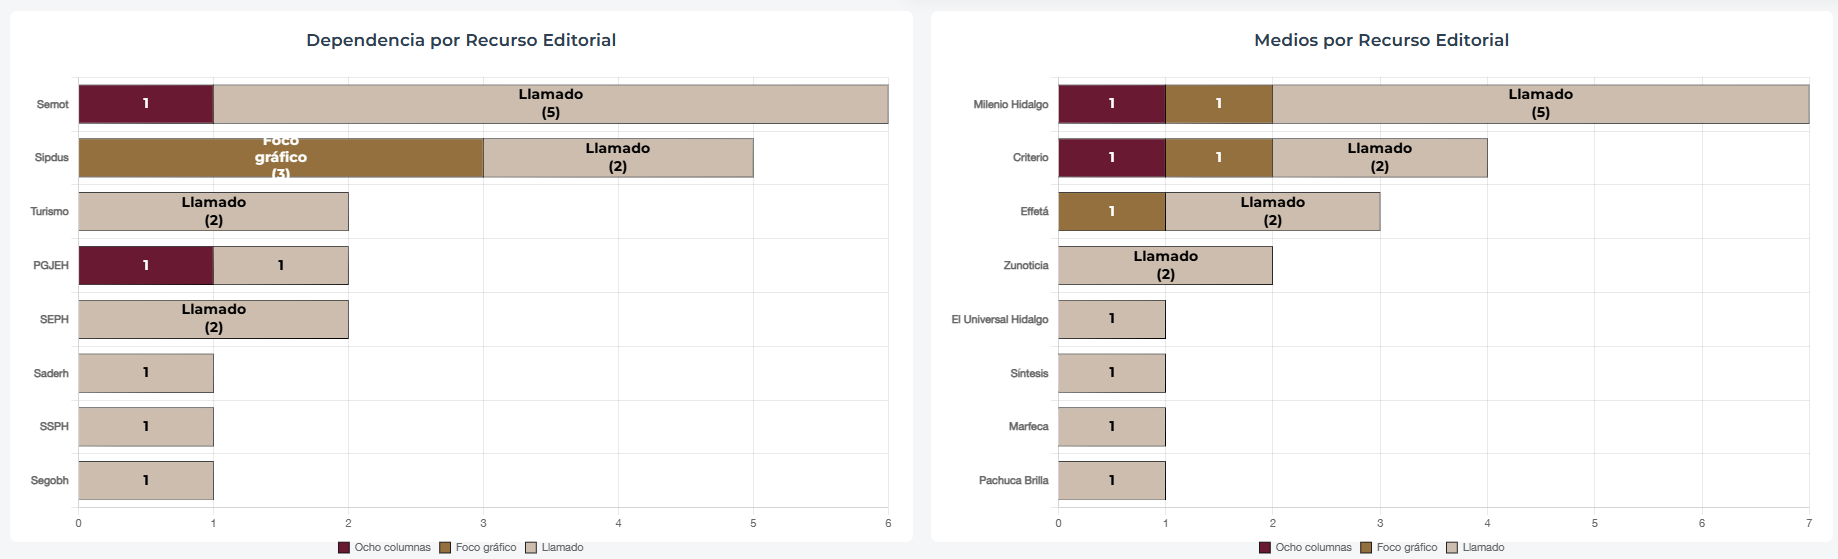 Dependencia por Recurso Editorial
Semot
1
Llamado
(5)
Sipdus
Foco
gráfico
(3)
Llamado
(2)
Turismo
Llamado
(2)
PGJEH
1
1
SEPH
Llamado
(2)
Saderh
1
SSPH
1
Segobh
1
0 1 2 3 4 5 6
Ocho columnas Foco gráfico Llamado
Medios por Recurso Editorial
Milenio Hidalgo
1
1
Llamado
(5)
Criterio
1
1
Llamado
(2)
Effetá
1
Llamado
(2)
Zunoticia
Llamado
(2)
El Universal Hidalgo
1
Síntesis
1
Marfeca
1
Pachuca Brilla
1
0 1 2 3 4 5 6 7
Ocho columnas Foco gráfico Llamado